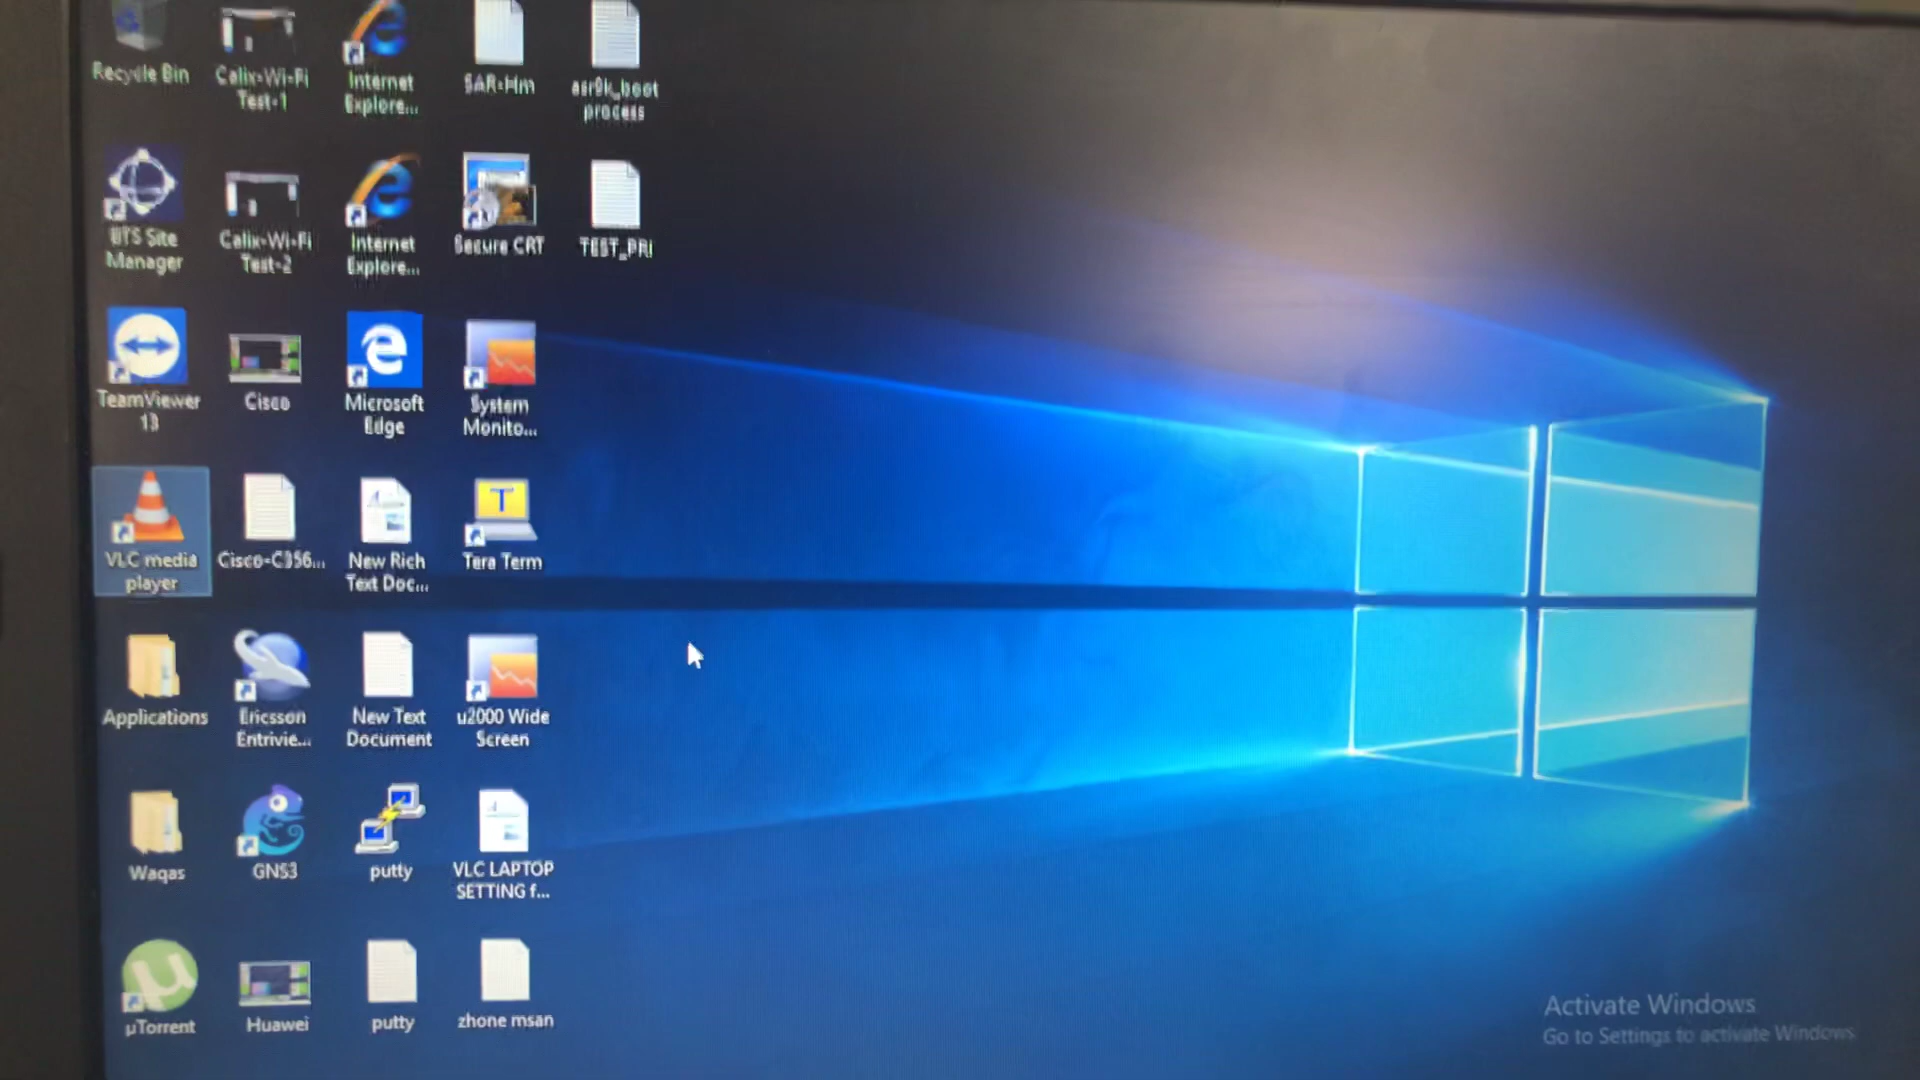 Recycle Bin
Calix-Wi-Fi
Test-1
Internet
Explore...
SAR-Hm
asr9k_boot
process
BTS Site
Manager
Calix-Wi-Fi
Test-2
Internet
Explore...
Secure CRT
TEST_PRI
TeamViewer
13
Cisco
Microsoft
Edge
System
Monito...
VLC media
player
Cisco-C356...
New Rich
Text Doc...
Tera Term
Applications
Ericsson
Entrivie...
New Text
Document
u2000 Wide
Screen
Waqas
GNS3
putty
VLC LAPTOP
SETTING f...
µTorrent
Huawei
putty
zhone msan
Activate Windows
Go to Settings to activate Windows.